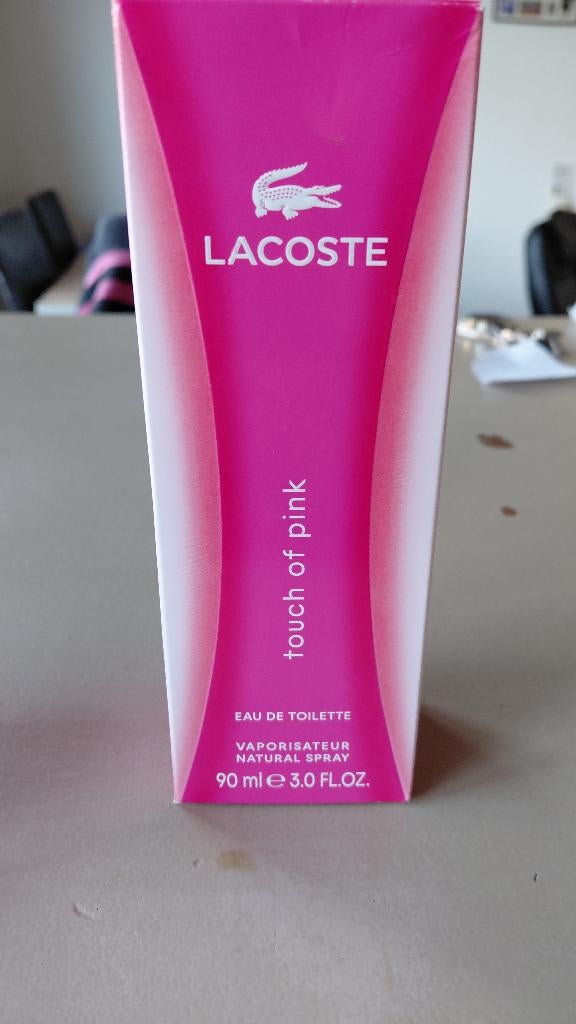 LACOSTE
touch of pink
EAU DE TOILETTE
VAPORISATEUR
NATURAL SPRAY
90 ml ℮ 3.0 FL.OZ.